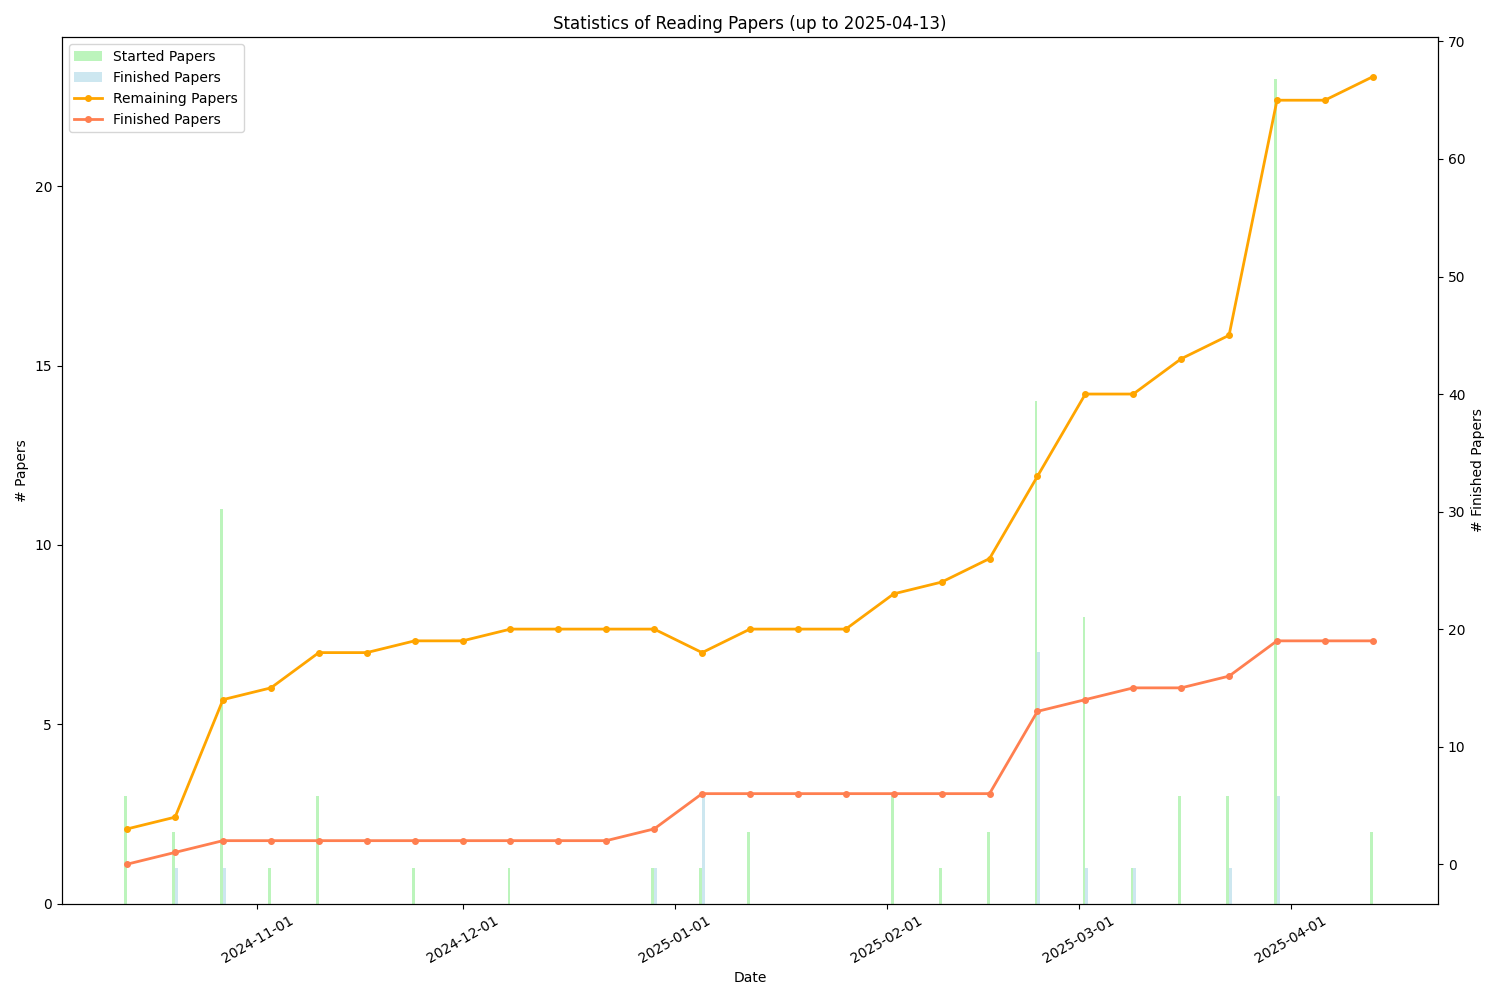 Statistics of Reading Papers (up to 2025-04-13)
Started Papers
Finished Papers
Remaining Papers
Finished Papers
# Papers
20
15
10
5
0
70
60
50
40
30
20
10
0
# Finished Papers
2024-11-01
2024-12-01
2025-01-01
2025-02-01
2025-03-01
2025-04-01
Date